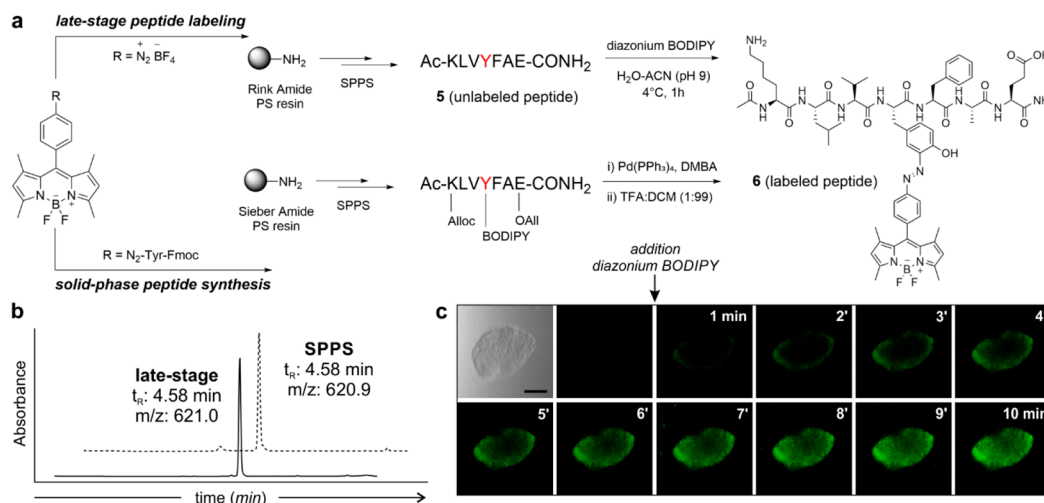 a
late-stage peptide labeling
R = N₂⁺ BF₄⁻
R
N N⁺
B⁻
F F
R = N₂-Tyr-Fmoc
solid-phase peptide synthesis
NH₂
Rink Amide
PS resin
SPPS
Ac-KLVYFAE-CONH₂
5 (unlabeled peptide)
diazonium BODIPY
H₂O-ACN (pH 9)
4°C, 1h
NH₂
Sieber Amide
PS resin
SPPS
Ac-KLVYFAE-CONH₂
Alloc OAll
BODIPY
i) Pd(PPh₃)₄, DMBA
ii) TFA:DCM (1:99)
NH₂
O OH
O H N O H N O H N O
N H O N H O N H O
OH
N N
6 (labeled peptide)
N N⁺
B⁻
F F
addition
diazonium BODIPY
b
Absorbance
late-stage
tR: 4.58 min
m/z: 621.0
SPPS
tR: 4.58 min
m/z: 620.9
time (min)
c
1 min 2' 3' 4'
5' 6' 7' 8' 9' 10 min